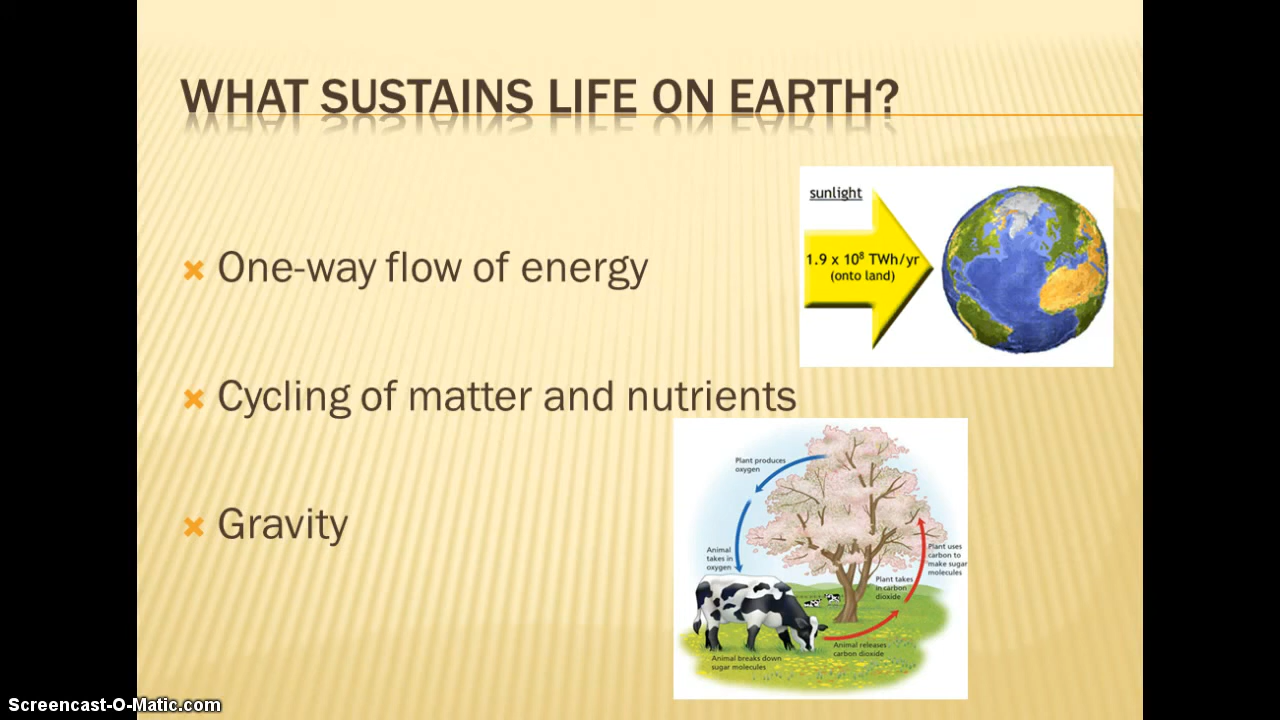 WHAT SUSTAINS LIFE ON EARTH?
One-way flow of energy
sunlight
1.9 x 10⁸ TWh/yr
(onto land)
Cycling of matter and nutrients
Plant produces
oxygen
Animal
takes in
oxygen
Plant uses
carbon to
make sugar
molecules
Plant takes
in carbon
dioxide
Animal releases
carbon dioxide
Animal breaks down
sugar molecules
Gravity
Screencast-O-Matic.com